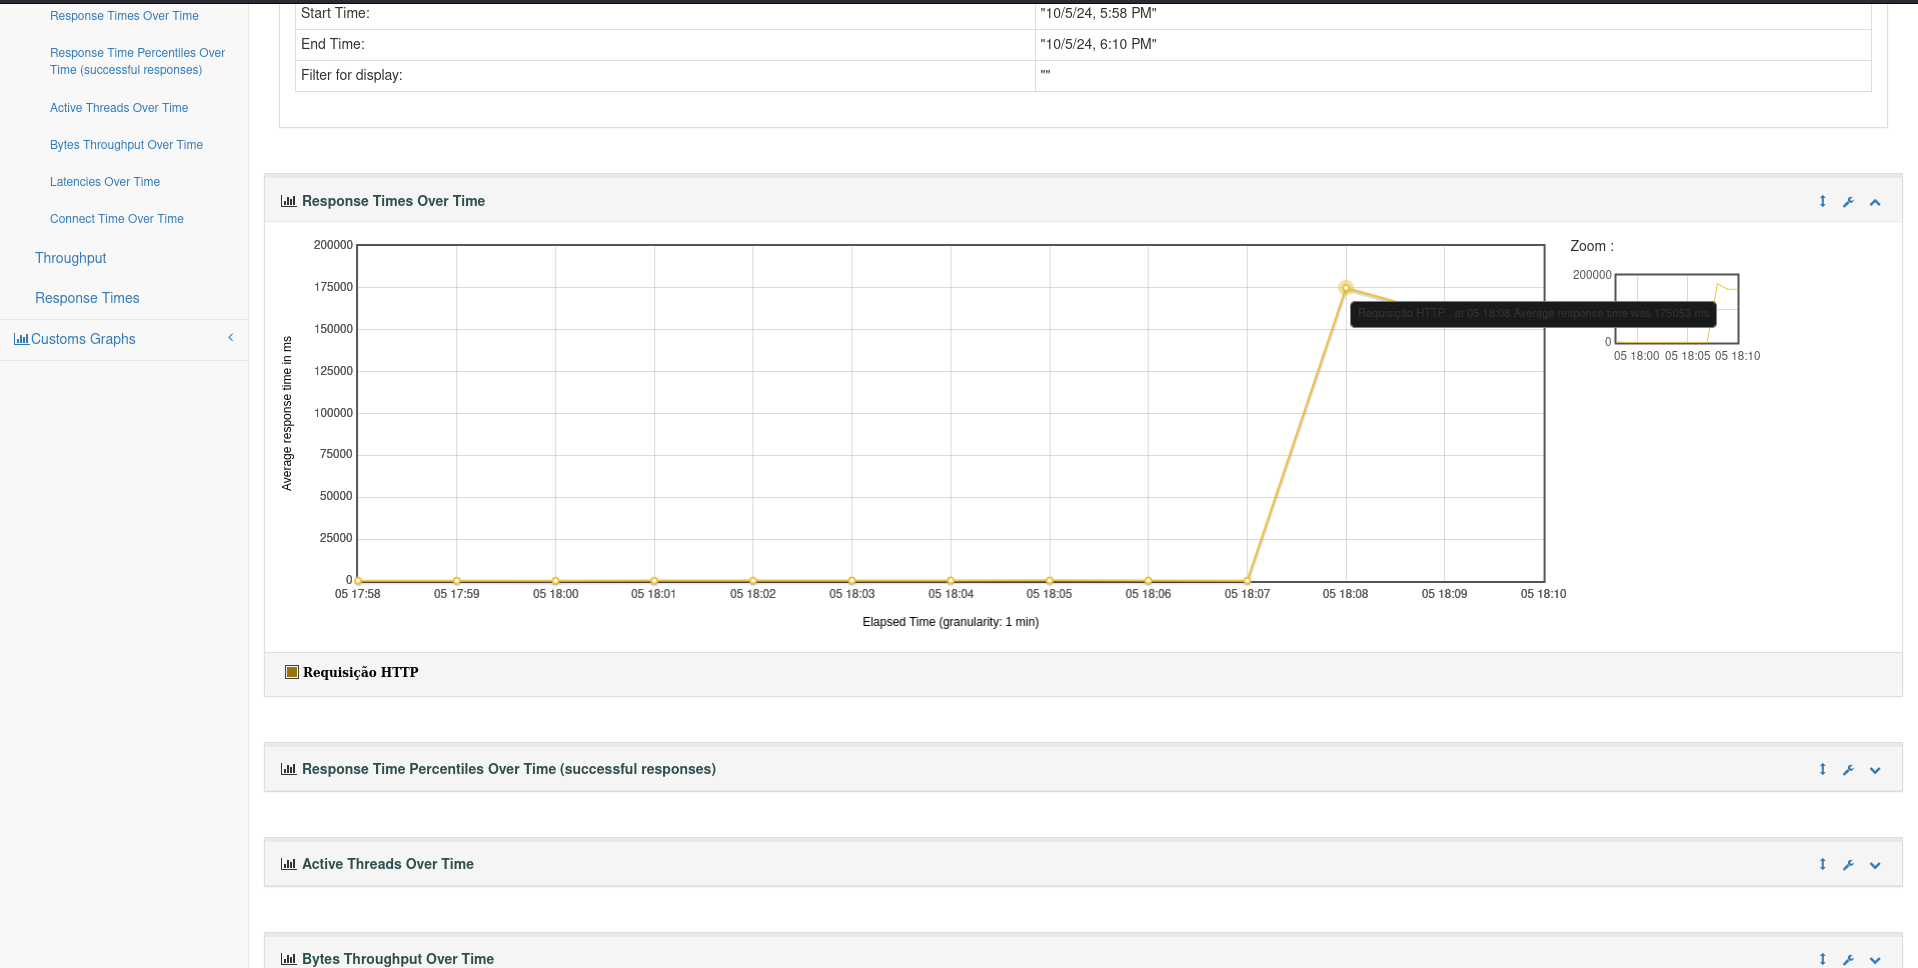 Response Times Over Time
Response Time Percentiles Over
Time (successful responses)
Active Threads Over Time
Bytes Throughput Over Time
Latencies Over Time
Connect Time Over Time
Throughput
Response Times
Customs Graphs
Start Time: "10/5/24, 5:58 PM"
End Time: "10/5/24, 6:10 PM"
Filter for display: ""
Response Times Over Time
200000
175000
150000
125000
100000
75000
50000
25000
0
Average response time in ms
05 17:58 05 17:59 05 18:00 05 18:01 05 18:02 05 18:03 05 18:04 05 18:05 05 18:06 05 18:07 05 18:08 05 18:09 05 18:10
Elapsed Time (granularity: 1 min)
Requisição HTTP : at 05 18:08 Average response time was 175053 ms
Zoom :
200000
0
05 18:00 05 18:05 05 18:10
Requisição HTTP
Response Time Percentiles Over Time (successful responses)
Active Threads Over Time
Bytes Throughput Over Time